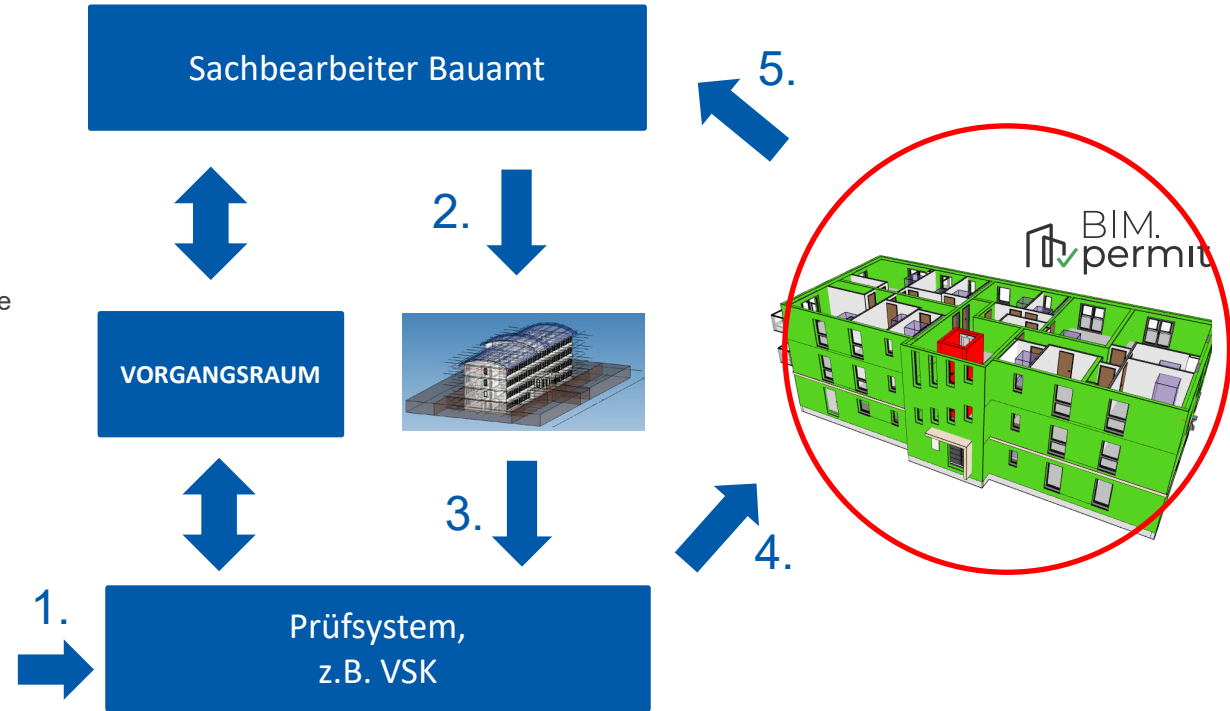 Sachbearbeiter Bauamt
5.
2.
BIM.
permit
e
VORGANGSRAUM
3.
4.
1.
Prüfsystem,
z.B. VSK